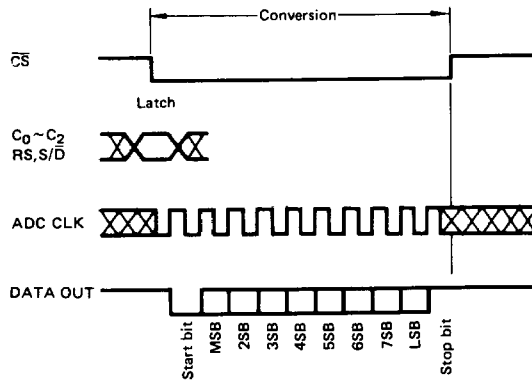 Conversion
C̅S̅
Latch
C₀~C₂
RS, S/D̅
ADC CLK
DATA OUT
Start bit
MSB
2SB
3SB
4SB
5SB
6SB
7SB
LSB
Stop bit